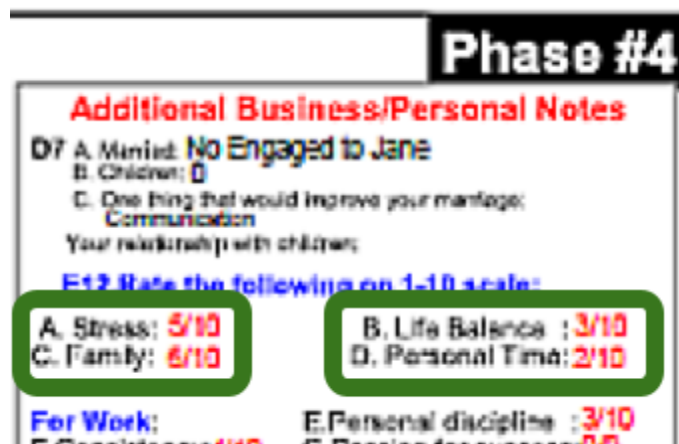 Phase #4
Additional Business/Personal Notes
D7 A. Married: No Engaged to Jane
B. Children: 0
C. One thing that would improve your marriage:
Communication
Your relationship with children:
E12 Rate the following on 1-10 scale:
A. Stress: 5/10 B. Life Balance : 3/10
C. Family: 6/10 D. Personal Time: 2/10
For Work: E.Personal discipline : 3/10